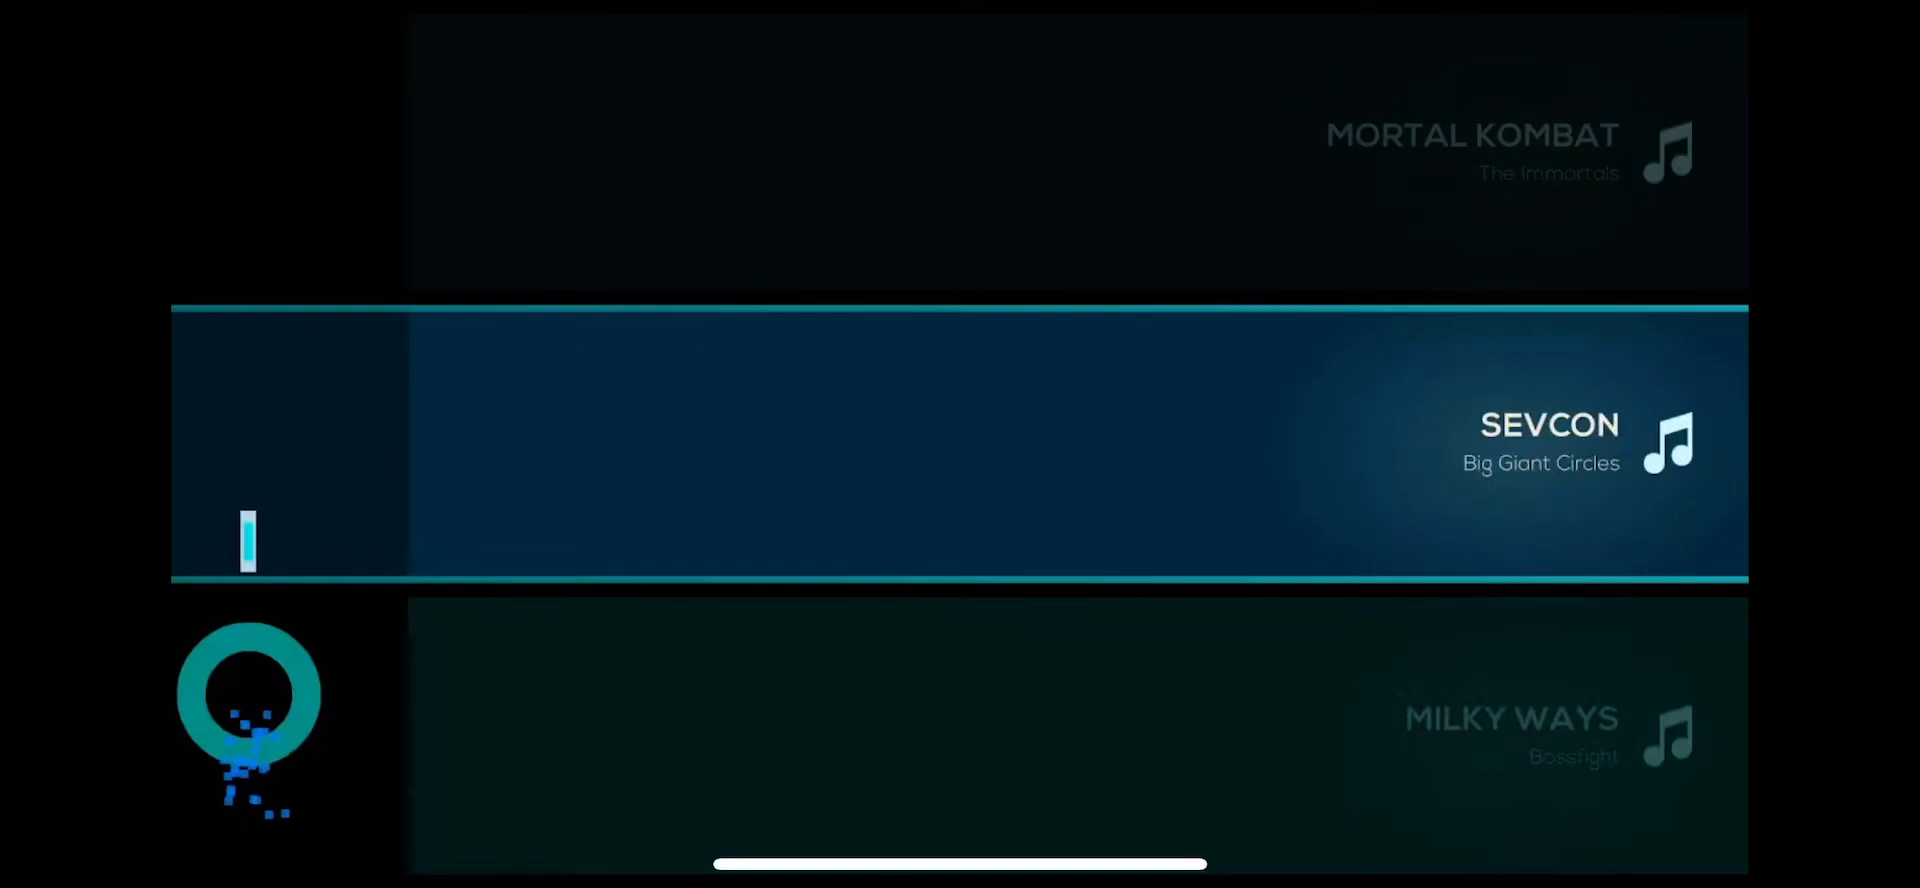 MORTAL KOMBAT
The Immortals
SEVCON
Big Giant Circles
MILKY WAYS
Bossfight